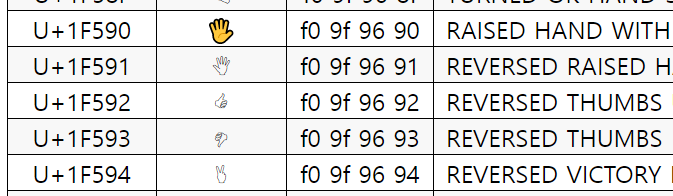 U+1F590 🖐 f0 9f 96 90 RAISED HAND WITH
U+1F591 🖑 f0 9f 96 91 REVERSED RAISED
U+1F592 🖒 f0 9f 96 92 REVERSED THUMBS
U+1F593 🖓 f0 9f 96 93 REVERSED THUMBS
U+1F594 🖔 f0 9f 96 94 REVERSED VICTORY